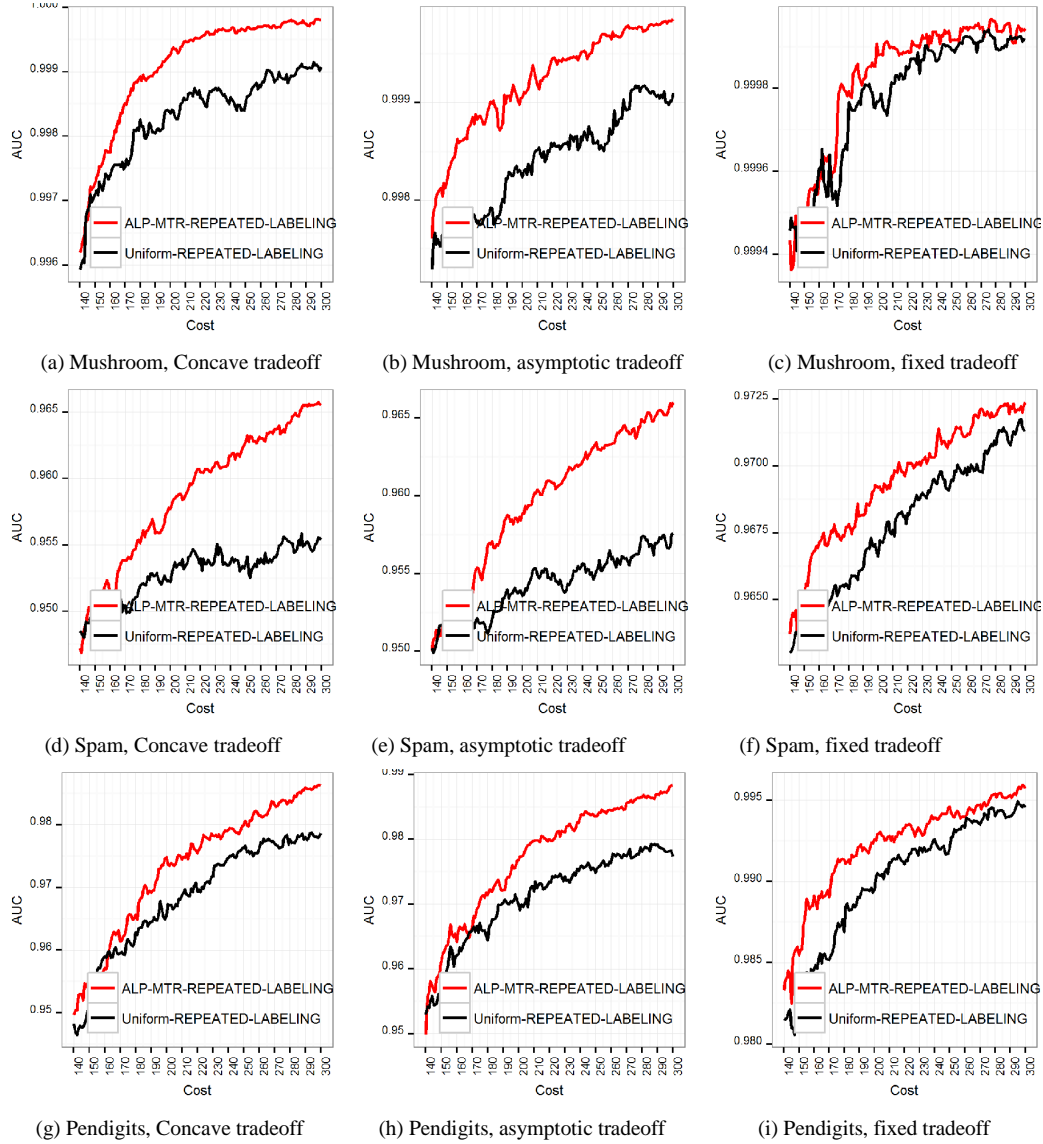 1.000
0.999
0.998
0.997
0.996
AUC
ALP-MTR-REPEATED-LABELING
Uniform-REPEATED-LABELING
140 150 160 170 180 190 200 210 220 230 240 250 260 270 280 290 300
Cost
(a) Mushroom, Concave tradeoff
0.999
0.998
AUC
ALP-MTR-REPEATED-LABELING
Uniform-REPEATED-LABELING
140 150 160 170 180 190 200 210 220 230 240 250 260 270 280 290 300
Cost
(b) Mushroom, asymptotic tradeoff
0.9998
0.9996
0.9994
AUC
ALP-MTR-REPEATED-LABELING
Uniform-REPEATED-LABELING
140 150 160 170 180 190 200 210 220 230 240 250 260 270 280 290 300
Cost
(c) Mushroom, fixed tradeoff
0.965
0.960
0.955
0.950
AUC
ALP-MTR-REPEATED-LABELING
Uniform-REPEATED-LABELING
140 150 160 170 180 190 200 210 220 230 240 250 260 270 280 290 300
Cost
(d) Spam, Concave tradeoff
0.965
0.960
0.955
0.950
AUC
ALP-MTR-REPEATED-LABELING
Uniform-REPEATED-LABELING
140 150 160 170 180 190 200 210 220 230 240 250 260 270 280 290 300
Cost
(e) Spam, asymptotic tradeoff
0.9725
0.9700
0.9675
0.9650
AUC
ALP-MTR-REPEATED-LABELING
Uniform-REPEATED-LABELING
140 150 160 170 180 190 200 210 220 230 240 250 260 270 280 290 300
Cost
(f) Spam, fixed tradeoff
0.98
0.97
0.96
0.95
AUC
ALP-MTR-REPEATED-LABELING
Uniform-REPEATED-LABELING
140 150 160 170 180 190 200 210 220 230 240 250 260 270 280 290 300
Cost
(g) Pendigits, Concave tradeoff
0.99
0.98
0.97
0.96
0.95
AUC
ALP-MTR-REPEATED-LABELING
Uniform-REPEATED-LABELING
140 150 160 170 180 190 200 210 220 230 240 250 260 270 280 290 300
Cost
(h) Pendigits, asymptotic tradeoff
0.995
0.990
0.985
0.980
AUC
ALP-MTR-REPEATED-LABELING
Uniform-REPEATED-LABELING
140 150 160 170 180 190 200 210 220 230 240 250 260 270 280 290 300
Cost
(i) Pendigits, fixed tradeoff